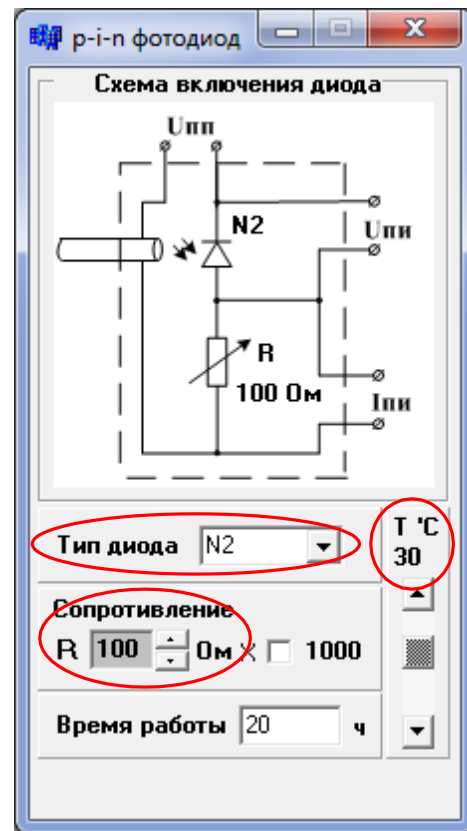 p-i-n фотодиод
Схема включения диода
Uпп
N2
Uпи
R
100 Ом
Iпи
Тип диода N2
T 'C
30
Сопротивление
R 100 Ом X 1000
Время работы 20 ч